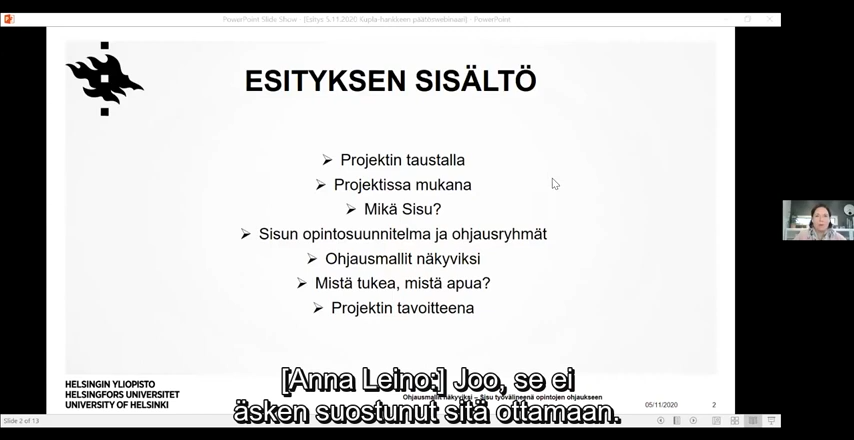 PowerPoint Slide Show - [Esitys 5.11.2020 Kupla-hankkeen päätöswebinaari] - PowerPoint
ESITYKSEN SISÄLTÖ
➢ Projektin taustalla
➢ Projektissa mukana
➢ Mikä Sisu?
➢ Sisun opintosuunnitelma ja ohjausryhmät
➢ Ohjausmallit näkyviksi
➢ Mistä tukea, mistä apua?
➢ Projektin tavoitteena
[Anna Leino:] Joo, se ei
äsken suostunut sitä ottamaan.
HELSINGIN YLIOPISTO
HELSINGFORS UNIVERSITET
UNIVERSITY OF HELSINKI
Ohjausmallit näkyviksi – Sisu työvälineenä opintojen ohjaukseen
05/11/2020
2
Slide 2 of 13